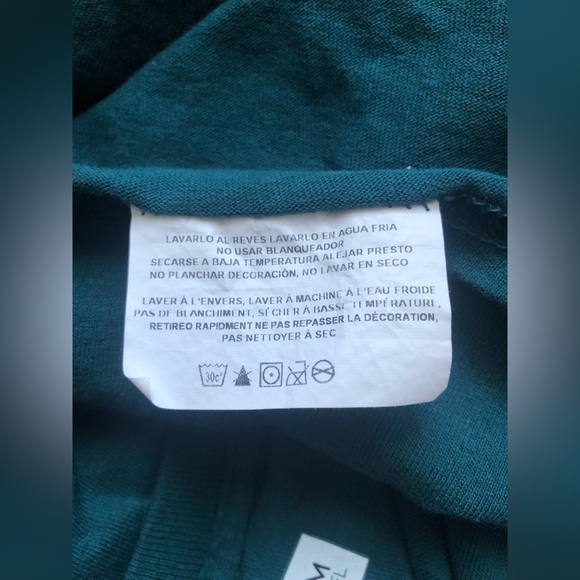 LAVARLO AL REVES LAVARLO EN AGUA FRIA
NO USAR BLANQUEADOR
SECARSE A BAJA TEMPERATURA ALEJAR PRESTO
NO PLANCHAR DECORACIÓN, NO LAVAR EN SECO
LAVER À L'ENVERS, LAVER À MACHINE À L'EAU FROIDE
PAS DE BLANCHIMENT, SÉCHER À BASSE TEMPÉRATURE,
RETIREO RAPIDMENT NE PAS REPASSER LA DÉCORATION,
PAS NETTOYER À SEC
30c°
M